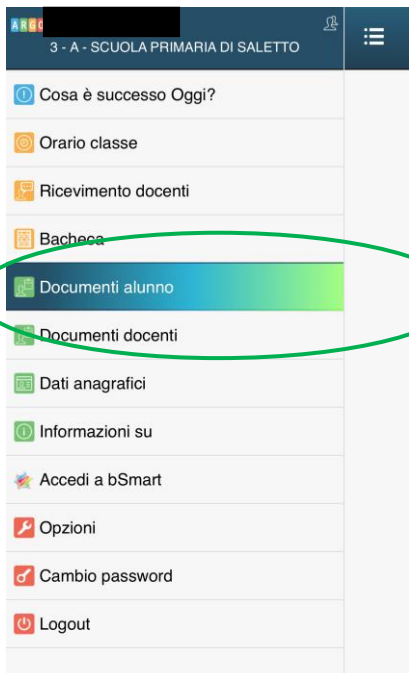 ARGO
3 - A - SCUOLA PRIMARIA DI SALETTO
Cosa è successo Oggi?
Orario classe
Ricevimento docenti
Bacheca
Documenti alunno
Documenti docenti
Dati anagrafici
Informazioni su
Accedi a bSmart
Opzioni
Cambio password
Logout